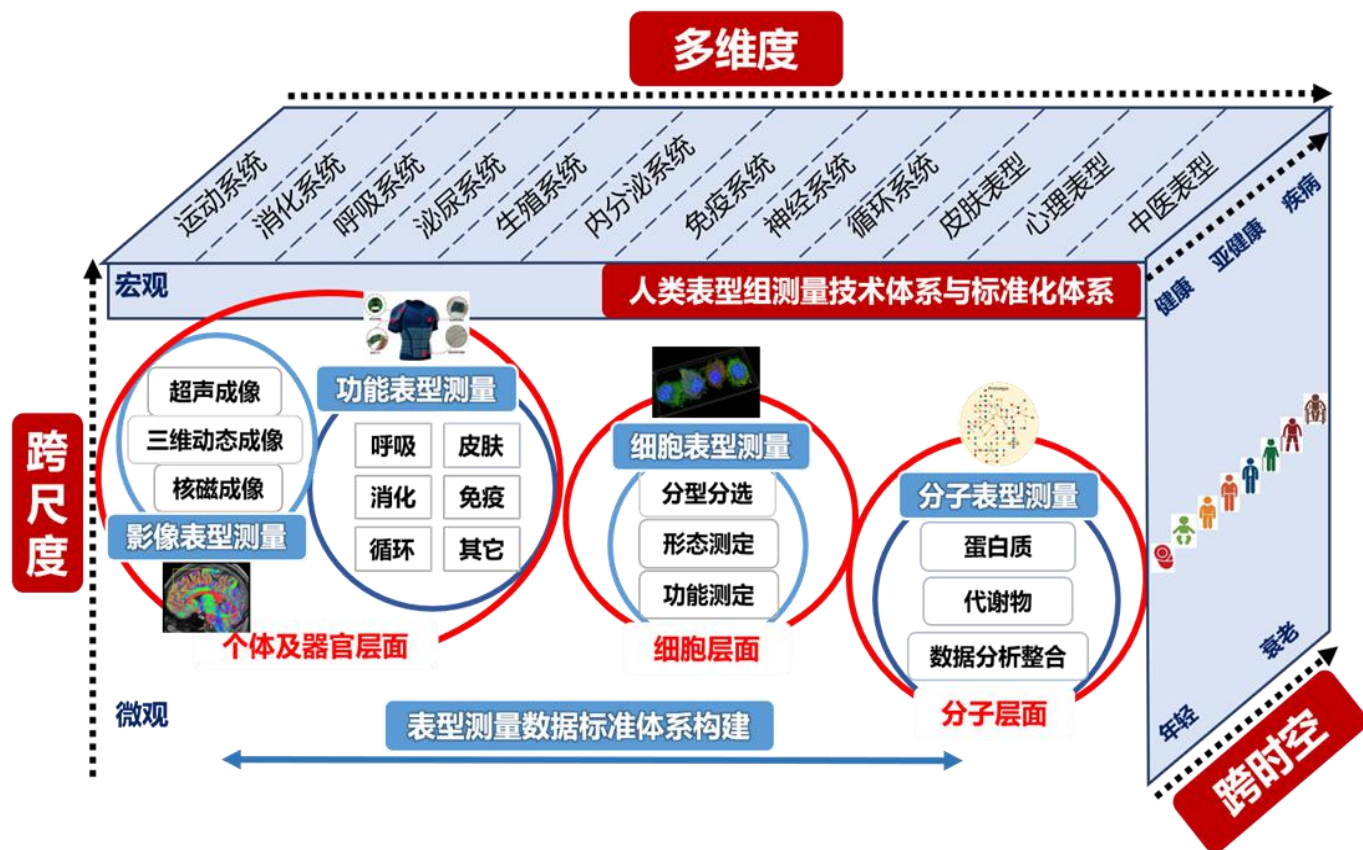 多维度
运动系统
消化系统
呼吸系统
泌尿系统
生殖系统
内分泌系统
免疫系统
神经系统
循环系统
皮肤表型
心理表型
中医表型
健康
亚健康
疾病
宏观
人类表型组测量技术体系与标准化体系
跨尺度
超声成像
三维动态成像
核磁成像
影像表型测量
功能表型测量
呼吸
皮肤
消化
免疫
循环
其它
个体及器官层面
细胞表型测量
分型分选
形态测定
功能测定
细胞层面
分子表型测量
蛋白质
代谢物
数据分析整合
分子层面
微观
表型测量数据标准体系构建
年轻
衰老
跨时空